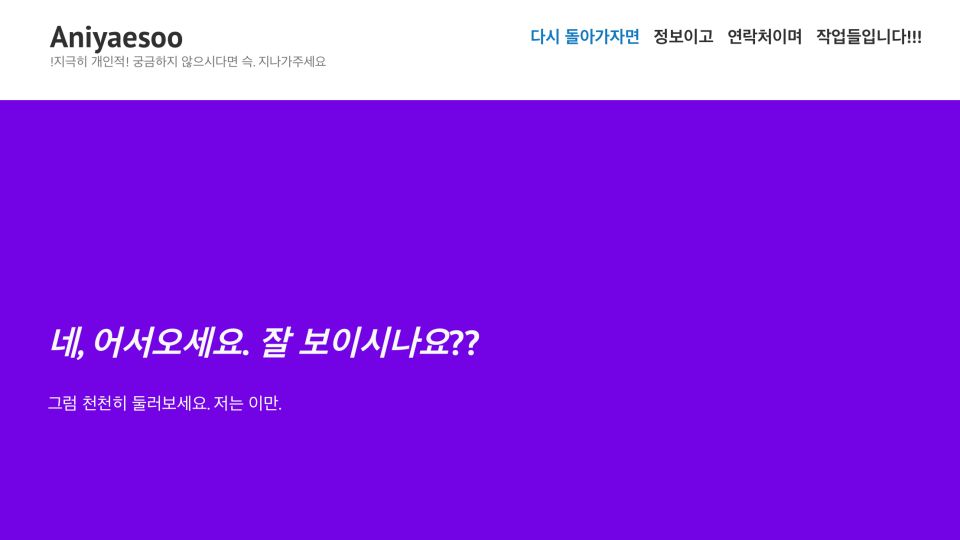 Aniyaesoo
!지극히 개인적! 궁금하지 않으시다면 슥. 지나가주세요
다시 돌아가자면 정보이고 연락처이며 작업들입니다!!!
네, 어서오세요. 잘 보이시나요??
그럼 천천히 둘러보세요. 저는 이만.